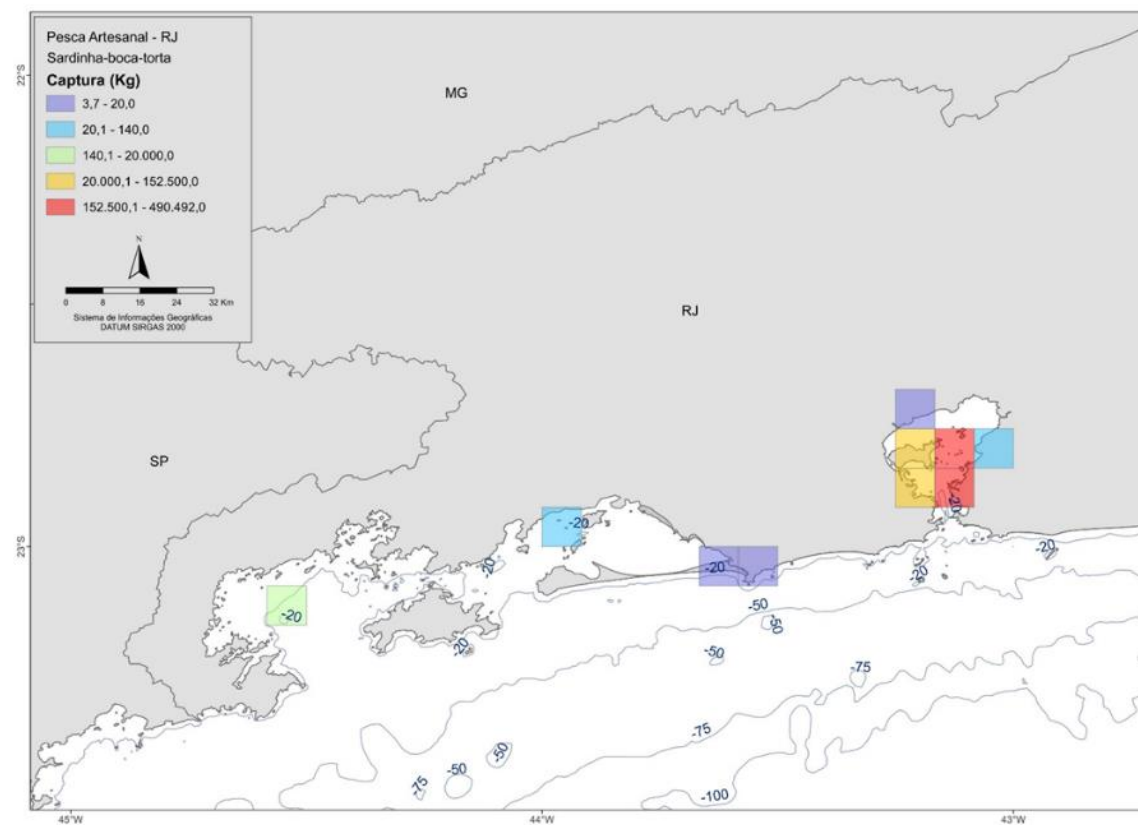 Pesca Artesanal - RJ
Sardinha-boca-torta
Captura (Kg)
3,7 - 20,0
20,1 - 140,0
140,1 - 20.000,0
20.000,1 - 152.500,0
152.500,1 - 490.492,0
N
0 8 16 24 32 Km
Sistema de Informações Geográficas
DATUM SIRGAS 2000
22°S
MG
RJ
SP
23°S
-20
-20
-20
-20
-20
-20
-20
-20
-50
-50
-50
-75
-75
-50
-50
-75
-100
45°W
44°W
43°W